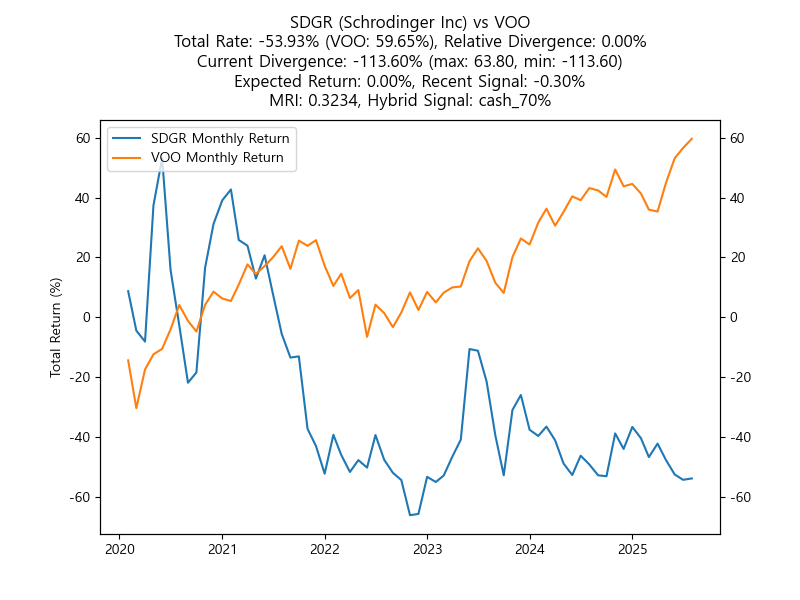 SDGR (Schrodinger Inc) vs VOO
Total Rate: -53.93% (VOO: 59.65%), Relative Divergence: 0.00%
Current Divergence: -113.60% (max: 63.80, min: -113.60)
Expected Return: 0.00%, Recent Signal: -0.30%
MRI: 0.3234, Hybrid Signal: cash_70%
SDGR Monthly Return
VOO Monthly Return
Total Return (%)
60
40
20
0
-20
-40
-60
60
40
20
0
-20
-40
-60
2020
2021
2022
2023
2024
2025